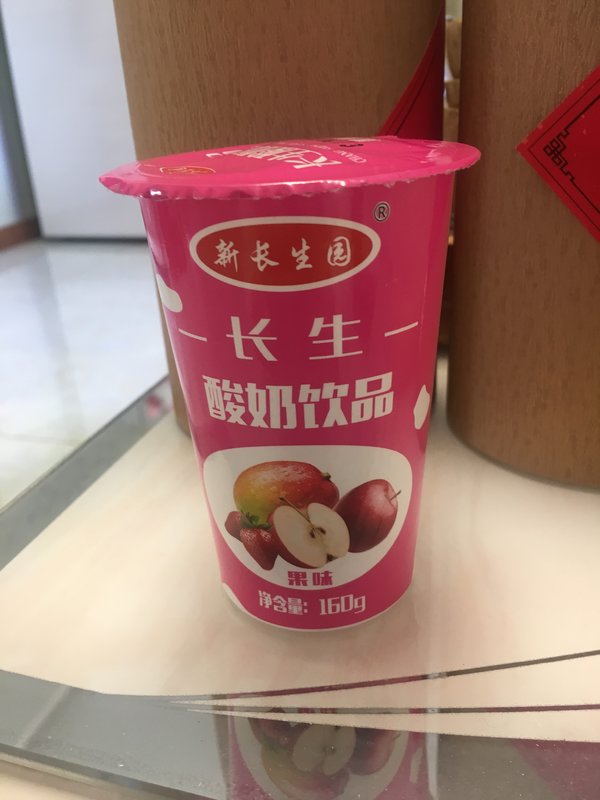 新长生园
®
长生
酸奶饮品
果味
净含量: 160g